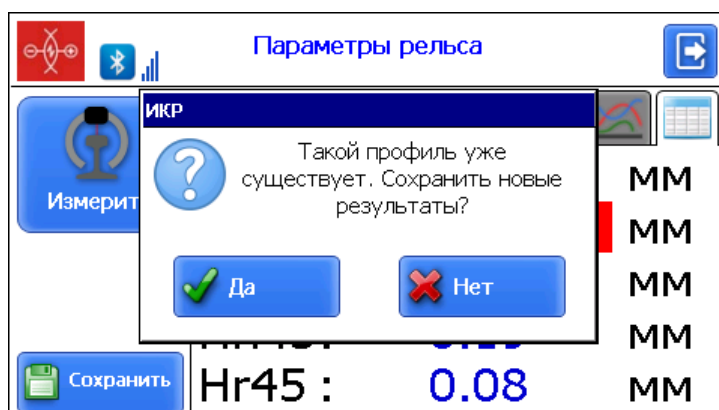 Параметры рельса
ИКР
Такой профиль уже
существует. Сохранить новые
результаты?
Измерит
Да
Нет
мм
мм
мм
мм
Сохранить
Hr45 : 0.08 мм